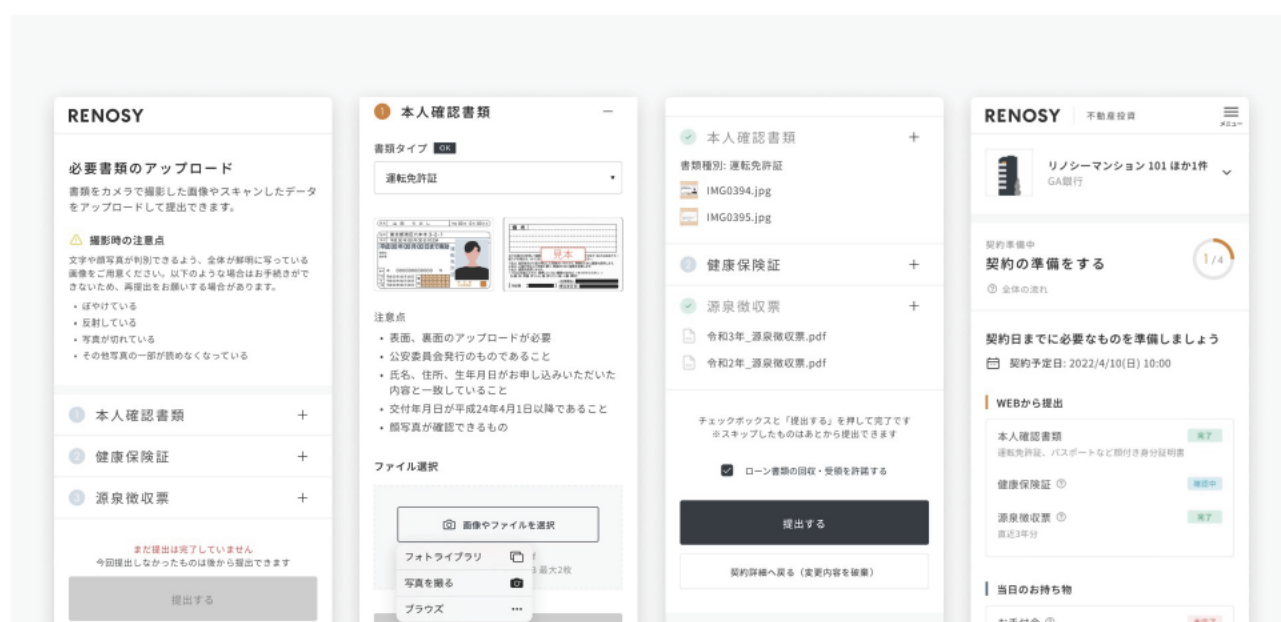 RENOSY
必要書類のアップロード
書類をカメラで撮影した画像やスキャンしたデータ
をアップロードして提出できます。
撮影時の注意点
文字や顔写真が判別できるよう、全体が鮮明に写っている
画像をご用意ください。以下のような場合はお手続きがで
きないため、再提出をお願いする場合があります。
• ぼやけている
• 反射している
• 写真が切れている
• その他写真の一部が読めなくなっている
1 本人確認書類 +
2 健康保険証 +
3 源泉徴収票 +
まだ提出は完了していません
今回提出しなかったものは後から提出できます
提出する
1 本人確認書類 −
書類タイプ OK
運転免許証
見本
注意点
• 表面、裏面のアップロードが必要
• 公安委員会発行のものであること
• 氏名、住所、生年月日がお申し込みいただいた
内容と一致していること
• 交付年月日が平成24年4月1日以降であること
• 顔写真が確認できるもの
ファイル選択
画像やファイルを選択
最大2枚
フォトライブラリ
写真を撮る
ブラウズ
本人確認書類 +
書類種別: 運転免許証
IMG0394.jpg
IMG0395.jpg
2 健康保険証 +
源泉徴収票 +
令和3年_源泉徴収票.pdf
令和2年_源泉徴収票.pdf
チェックボックスと「提出する」を押して完了です
※スキップしたものはあとから提出できます
ローン書類の回収・受領を許諾する
提出する
契約詳細へ戻る（変更内容を破棄）
RENOSY 不動産投資
メニュー
リノシーマンション 101 ほか1件
GA銀行
契約準備中
契約の準備をする
1/4
全体の流れ
契約日までに必要なものを準備しましょう
契約予定日: 2022/4/10(日) 10:00
WEBから提出
本人確認書類 完了
運転免許証、パスポートなど顔付き身分証明書
健康保険証 確認中
源泉徴収票 完了
直近3年分
当日のお持ち物